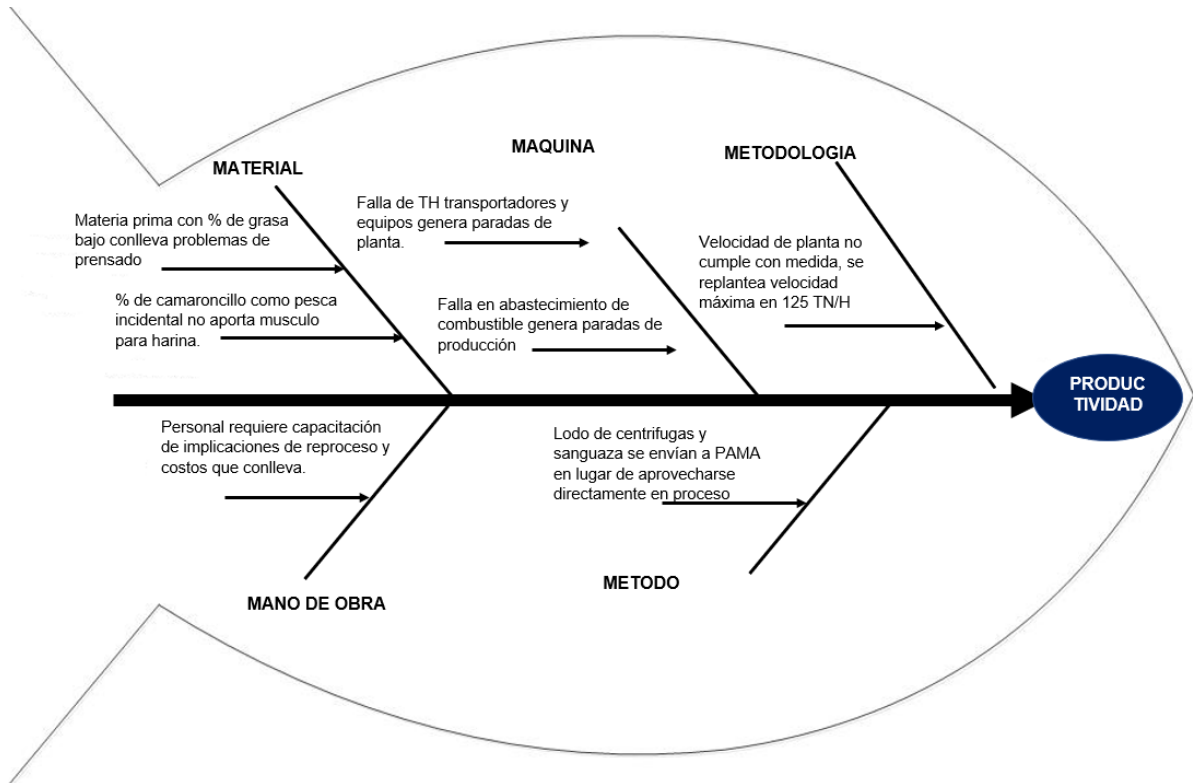 MATERIAL
Materia prima con % de grasa
bajo conlleva problemas de
prensado
% de camaroncillo como pesca
incidental no aporta musculo
para harina.
MAQUINA
Falla de TH transportadores y
equipos genera paradas de
planta.
Falla en abastecimiento de
combustible genera paradas de
producción
METODOLOGIA
Velocidad de planta no
cumple con medida, se
replantea velocidad
máxima en 125 TN/H
PRODUC
TIVIDAD
Personal requiere capacitación
de implicaciones de reproceso y
costos que conlleva.
MANO DE OBRA
Lodo de centrifugas y
sanguaza se envían a PAMA
en lugar de aprovecharse
directamente en proceso
METODO